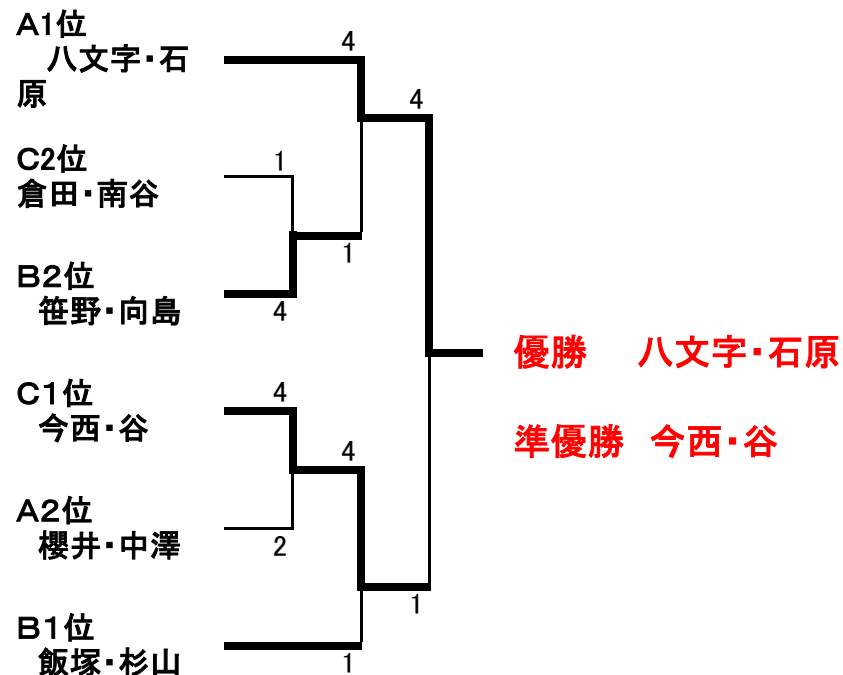 A1位
八文字・石
原
4
4
C2位
1
倉田・南谷
1
B2位
笹野・向島
4
優勝 八文字・石原
C1位
4
今西・谷
4
準優勝 今西・谷
A2位
櫻井・中澤
2
1
B1位
飯塚・杉山
1